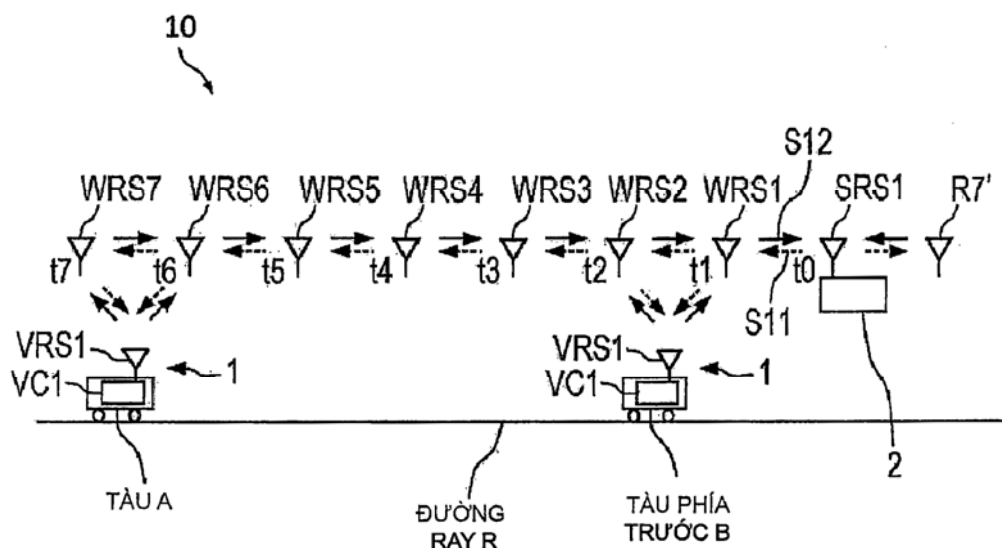 10
S12
WRS7 WRS6 WRS5 WRS4 WRS3 WRS2 WRS1 SRS1 R7'
t7 t6 t5 t4 t3 t2 t1 t0
S11
VRS1 1 VRS1 1
VC1 VC1
2
TÀU A ĐƯỜNG TÀU PHÍA
RAY R TRƯỚC B